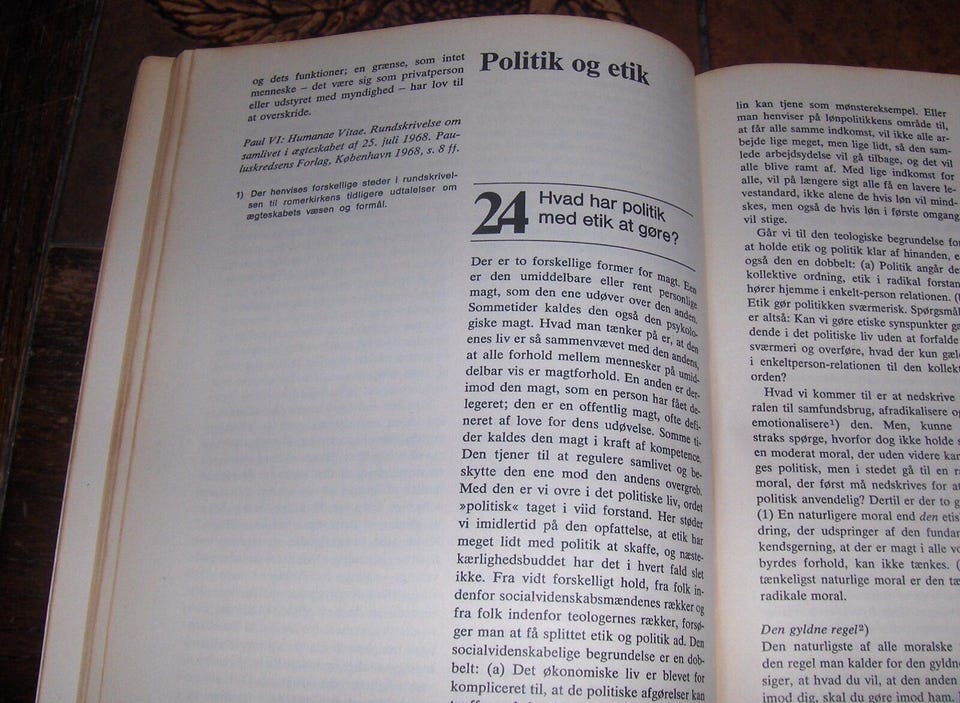 og dets funktioner; en grænse, som intet
menneske – det være sig som privatperson
eller udstyret med myndighed – har lov til
at overskride.
Paul VI: Humanae Vitae. Rundskrivelse om
samlivet i ægteskabet af 25. juli 1968. Pau-
luskredsens Forlag, København 1968, s. 8 ff.
1) Der henvises forskellige steder i rundskrivel-
sen til romerkirkens tidligere udtalelser om
ægteskabets væsen og formål.
Politik og etik
24 Hvad har politik
med etik at gøre?
Der er to forskellige former for magt. Een
er den umiddelbare eller rent personlige
magt, som den ene udøver over den anden.
Sommetider kaldes den også den psykolo-
giske magt. Hvad man tænker på er, at den
enes liv er så sammenvævet med den andens,
at alle forhold mellem mennesker på umid-
delbar vis er magtforhold. En anden er der-
imod den magt, som en person har fået de-
legeret; den er en offentlig magt, ofte defi-
neret af love for dens udøvelse. Somme ti-
der kaldes den magt i kraft af kompetence.
Den tjener til at regulere samlivet og be-
skytte den ene mod den andens overgreb.
Med den er vi ovre i det politiske liv, ordet
»politisk« taget i viid forstand. Her støder
vi imidlertid på den opfattelse, at etik har
meget lidt med politik at skaffe, og næste-
kærlighedsbuddet har det i hvert fald slet
ikke. Fra vidt forskelligt hold, fra folk in-
denfor socialvidenskabsmændenes rækker og
fra folk indenfor teologernes rækker, forsø-
ger man at få splittet etik og politik ad. Den
socialvidenskabelige begrundelse er en dob-
belt: (a) Det økonomiske liv er blevet for
kompliceret til, at de politiske afgørelser kan
lin kan tjene som mønstereksempel. Eller
man henviser på lønpolitikkens område til,
at får alle samme indkomst, vil ikke alle ar-
bejde lige meget, men lige lidt, så den sam-
lede arbejdsydelse vil gå tilbage, og det vil
alle blive ramt af. Med lige indkomst for
alle, vil på længere sigt alle få en lavere le-
vestandard, ikke alene de hvis løn vil mind-
skes, men også de hvis løn i første omgang
vil stige.
Går vi til den teologiske begrundelse for
at holde etik og politik klar af hinanden, e
også den en dobbelt: (a) Politik angår de
kollektive ordning, etik i radikal forstan
hører hjemme i enkelt-person relationen. (
Etik gør politikken sværmerisk. Spørgsmål
er altså: Kan vi gøre etiske synspunkter gæ
dende i det politiske liv uden at forfalde
sværmeri og overføre, hvad der kun gæl
i enkeltperson-relationen til den kollekt
orden?
Hvad vi kommer til er at nedskrive
ralen til samfundsbrug, afradikalisere o
emotionalisere¹) den. Men, kunne
straks spørge, hvorfor dog ikke holde s
en moderat moral, der uden videre kan
ges politisk, men i stedet gå til en ra
moral, der først må nedskrives for at
politisk anvendelig? Dertil er der to g
(1) En naturligere moral end den etis
dring, der udspringer af den fundan
kendsgerning, at der er magt i alle vo
byrdes forhold, kan ikke tænkes. (
tænkeligst naturlige moral er den tæ
radikale moral.
Den gyldne regel²)
Den naturligste af alle moralske
den regel man kalder for den gyldne
siger, at hvad du vil, at den anden
imod dig, skal du gøre imod ham.